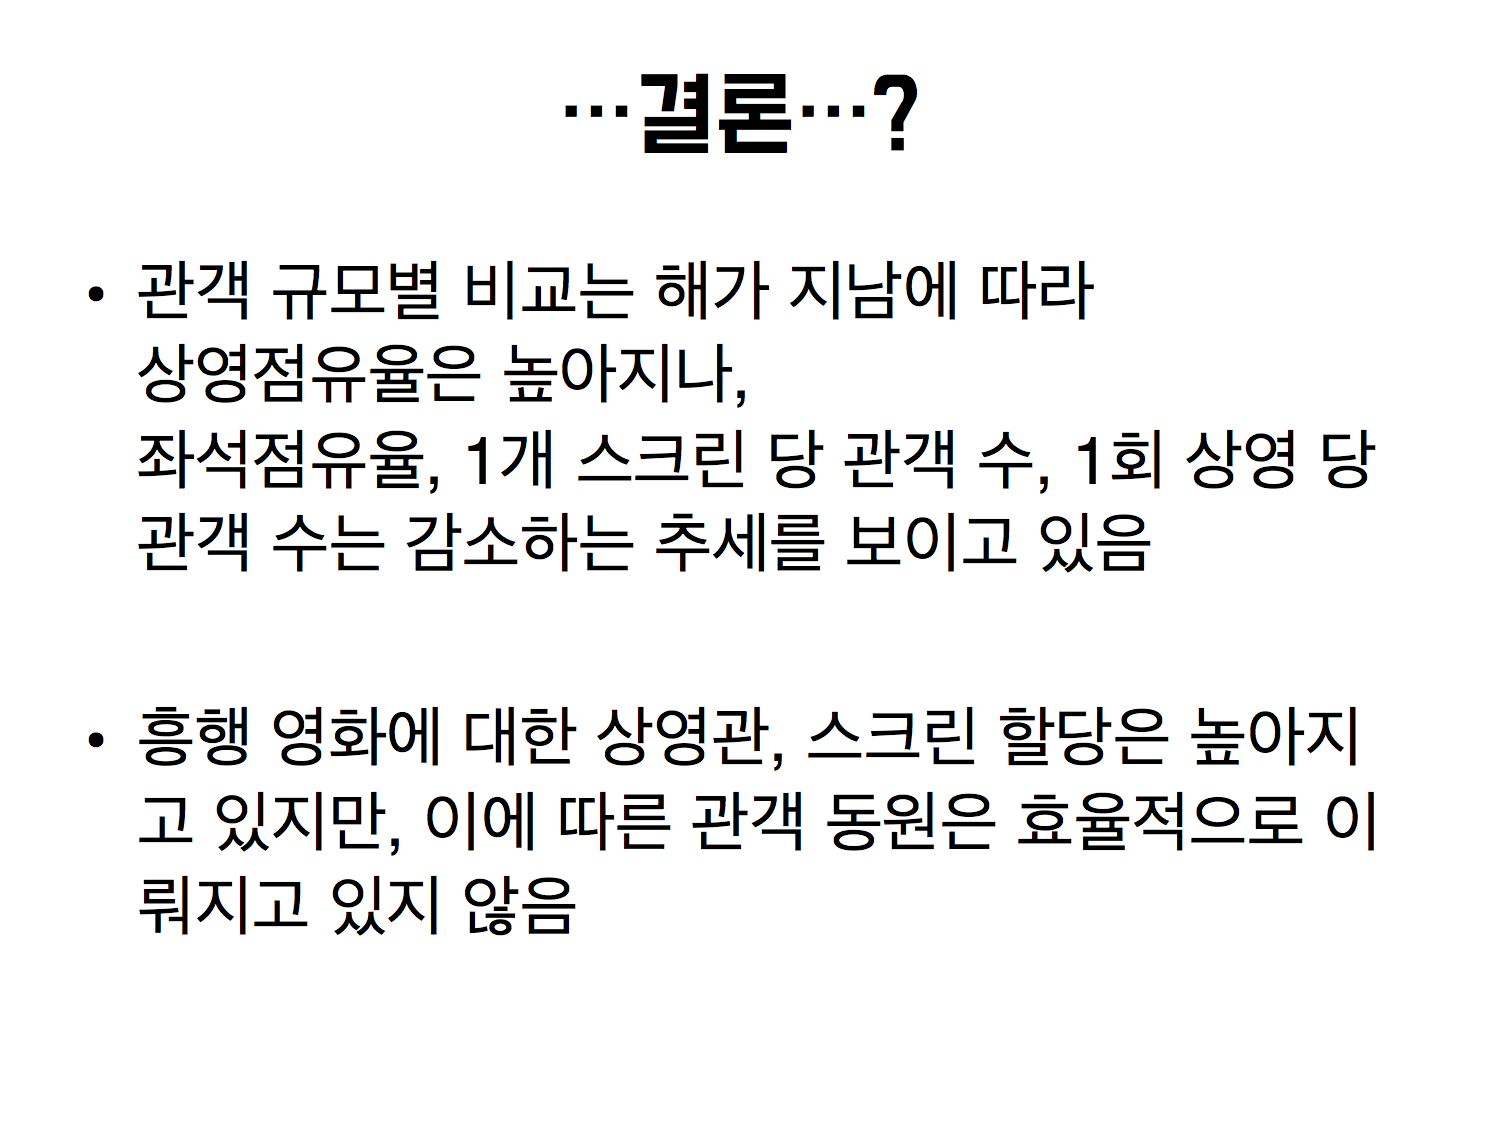 …결론…?
• 관객 규모별 비교는 해가 지남에 따라
상영점유율은 높아지나,
좌석점유율, 1개 스크린 당 관객 수, 1회 상영 당
관객 수는 감소하는 추세를 보이고 있음
• 흥행 영화에 대한 상영관, 스크린 할당은 높아지
고 있지만, 이에 따른 관객 동원은 효율적으로 이
뤄지고 있지 않음